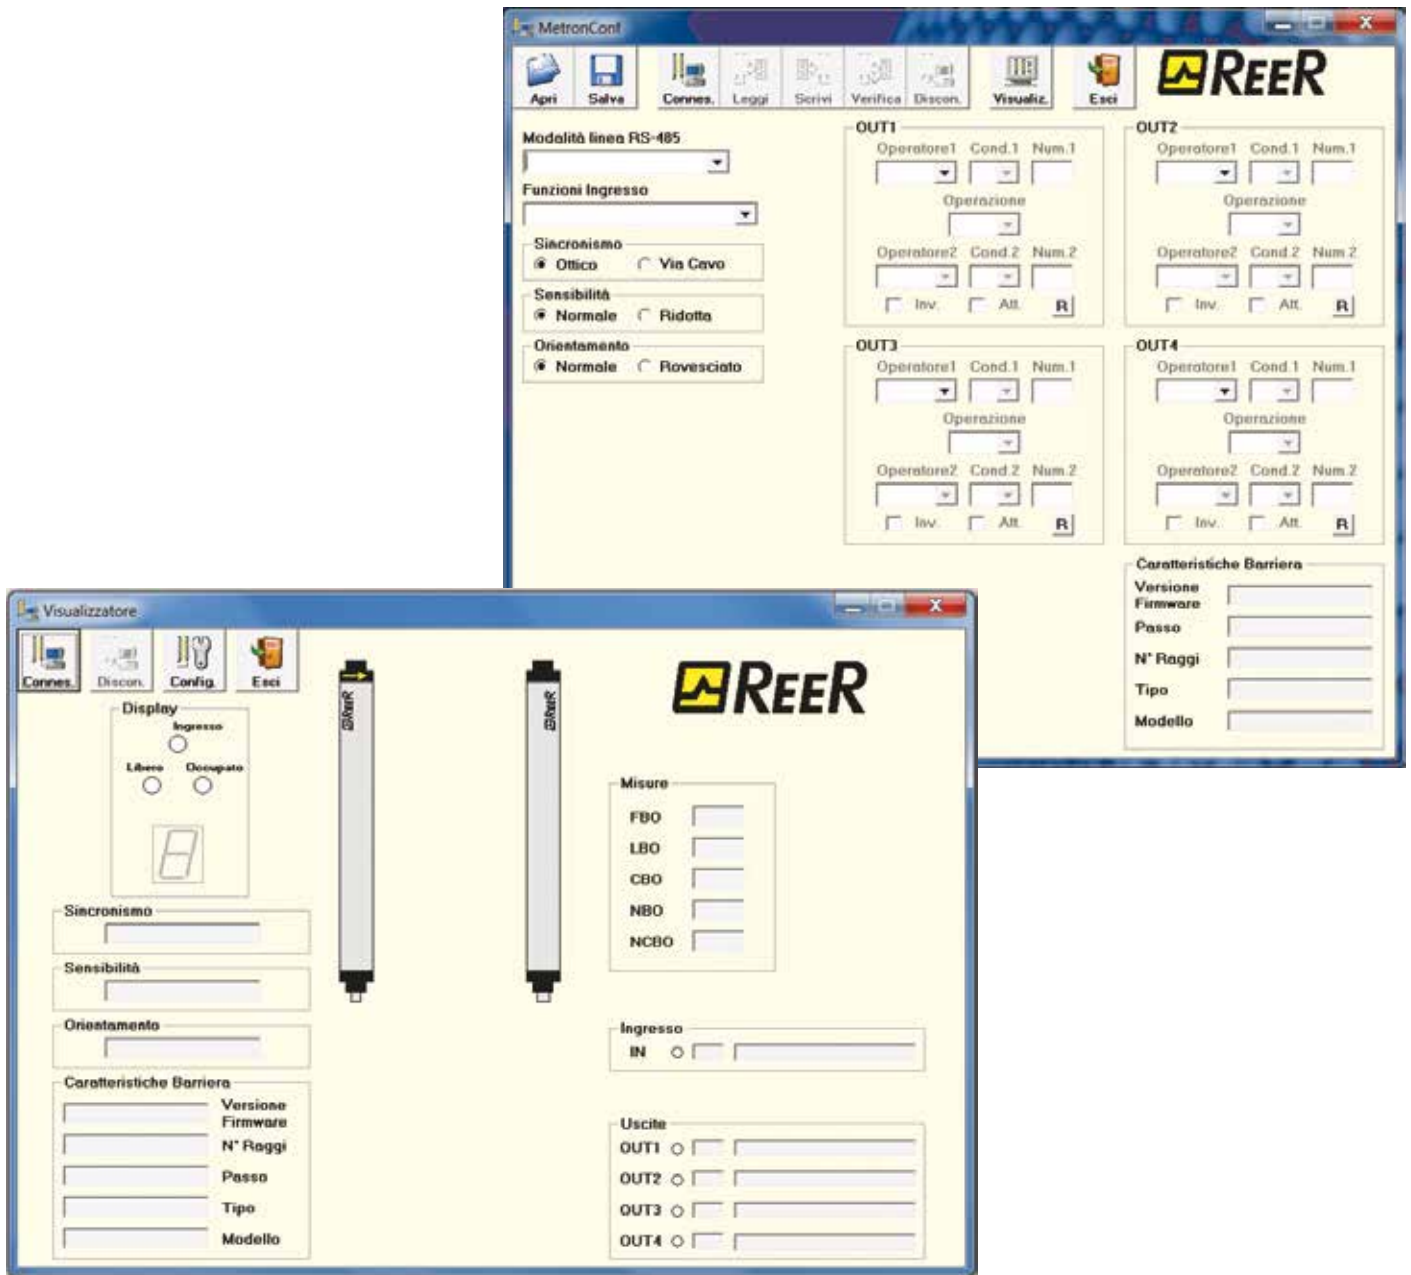 MetronConf
Apri Salva Connes. Leggi Scrivi Verifica Discon. Visualiz. Esci
REER
Modalità linea RS-485
Funzioni Ingresso
Sincronismo
Ottico Via Cavo
Sensibilità
Normale Ridotta
Orientamento
Normale Rovesciato
OUT1
Operatore1 Cond.1 Num.1
Operazione
Operatore2 Cond.2 Num.2
Inv. Att. R
OUT2
Operatore1 Cond.1 Num.1
Operazione
Operatore2 Cond.2 Num.2
Inv. Att. R
OUT3
Operatore1 Cond.1 Num.1
Operazione
Operatore2 Cond.2 Num.2
Inv. Att. R
OUT4
Operatore1 Cond.1 Num.1
Operazione
Operatore2 Cond.2 Num.2
Inv. Att. R
Caratteristiche Barriera
Versione
Firmware
Passo
N° Raggi
Tipo
Modello
Visualizzatore
Connes. Discon. Config. Esci
Display
Ingresso
Libero Occupato
Sincronismo
Sensibilità
Orientamento
Caratteristiche Barriera
Versione
Firmware
N° Raggi
Passo
Tipo
Modello
REER
REER
REER
Misure
FBO
LBO
CBO
NBO
NCBO
Ingresso
IN
Uscite
OUT1
OUT2
OUT3
OUT4